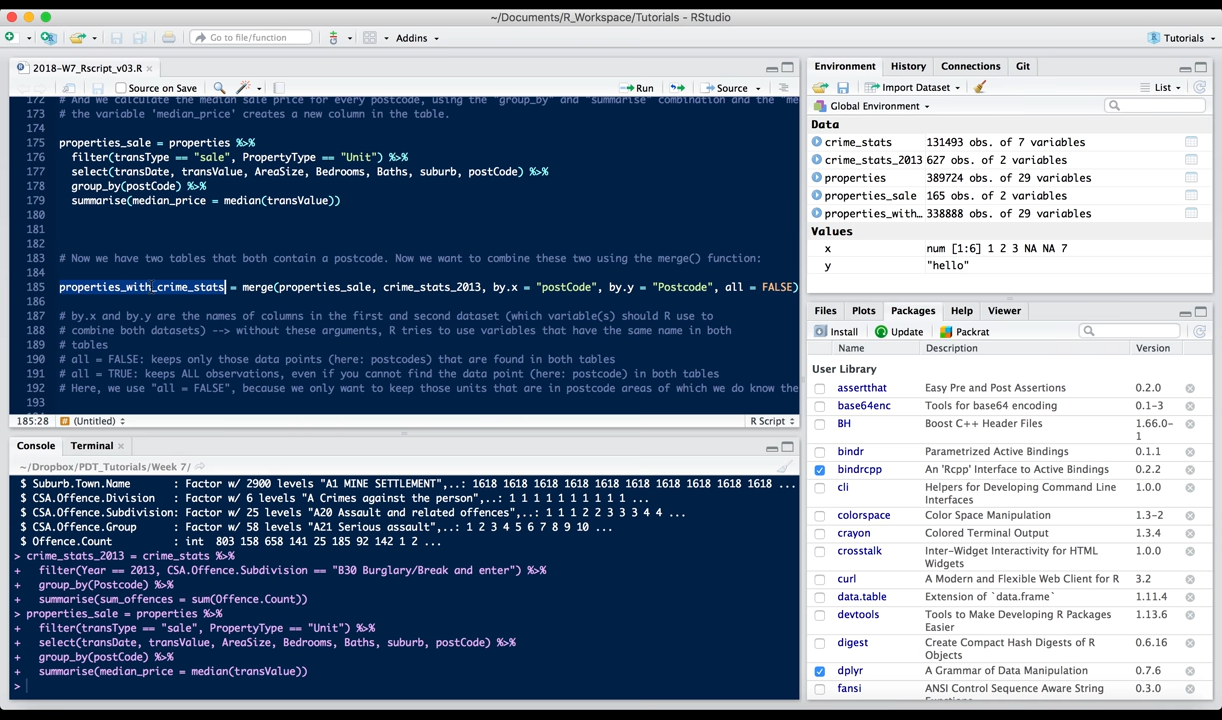 ~/Documents/R_Workspace/Tutorials - RStudio
Go to file/function
Addins
Tutorials
2018-W7_Rscript_v03.R
Source on Save
Run
Source
172 # And we calculate the median sale price for every postcode, using the "group_by" and "summarise" combination and the "me
173 # the variable 'median_price' creates a new column in the table.
174
175 properties_sale = properties %>%
176 filter(transType == "sale", PropertyType == "Unit") %>%
177 select(transDate, transValue, AreaSize, Bedrooms, Baths, suburb, postCode) %>%
178 group_by(postCode) %>%
179 summarise(median_price = median(transValue))
180
181
182
183 # Now we have two tables that both contain a postcode. Now we want to combine these two using the merge() function:
184
185 properties_with_crime_stats = merge(properties_sale, crime_stats_2013, by.x = "postCode", by.y = "Postcode", all = FALSE)
186
187 # by.x and by.y are the names of columns in the first and second dataset (which variable(s) should R use to
188 # combine both datasets) --> without these arguments, R tries to use variables that have the same name in both
189 # tables
190 # all = FALSE: keeps only those data points (here: postcodes) that are found in both tables
191 # all = TRUE: keeps ALL observations, even if you cannot find the data point (here: postcode) in both tables
192 # Here, we use "all = FALSE", because we only want to keep those units that are in postcode areas of which we do know the
193
185:28 (Untitled) R Script
Console Terminal
~/Dropbox/PDT_Tutorials/Week 7/
$ Suburb.Town.Name : Factor w/ 2900 levels "A1 MINE SETTLEMENT",..: 1618 1618 1618 1618 1618 1618 1618 1618 1618 1618 ...
$ CSA.Offence.Division : Factor w/ 6 levels "A Crimes against the person",..: 1 1 1 1 1 1 1 1 1 1 ...
$ CSA.Offence.Subdivision: Factor w/ 25 levels "A20 Assault and related offences",..: 1 1 1 2 2 3 3 3 4 4 ...
$ CSA.Offence.Group : Factor w/ 58 levels "A21 Serious assault",..: 1 2 3 4 5 6 7 8 9 10 ...
$ Offence.Count : int 803 158 658 141 25 185 92 142 1 2 ...
> crime_stats_2013 = crime_stats %>%
+ filter(Year == 2013, CSA.Offence.Subdivision == "B30 Burglary/Break and enter") %>%
+ group_by(Postcode) %>%
+ summarise(sum_offences = sum(Offence.Count))
> properties_sale = properties %>%
+ filter(transType == "sale", PropertyType == "Unit") %>%
+ select(transDate, transValue, AreaSize, Bedrooms, Baths, suburb, postCode) %>%
+ group_by(postCode) %>%
+ summarise(median_price = median(transValue))
>
Environment History Connections Git
Import Dataset List
Global Environment
Data
crime_stats 131493 obs. of 7 variables
crime_stats_2013 627 obs. of 2 variables
properties 389724 obs. of 29 variables
properties_sale 165 obs. of 2 variables
properties_with… 338888 obs. of 29 variables
Values
x num [1:6] 1 2 3 NA NA 7
y "hello"
Files Plots Packages Help Viewer
Install Update Packrat
Name Description Version
User Library
assertthat Easy Pre and Post Assertions 0.2.0
base64enc Tools for base64 encoding 0.1-3
BH Boost C++ Header Files 1.66.0-
1
bindr Parametrized Active Bindings 0.1.1
bindrcpp An 'Rcpp' Interface to Active Bindings 0.2.2
cli Helpers for Developing Command Line 1.0.0
Interfaces
colorspace Color Space Manipulation 1.3-2
crayon Colored Terminal Output 1.3.4
crosstalk Inter-Widget Interactivity for HTML 1.0.0
Widgets
curl A Modern and Flexible Web Client for R 3.2
data.table Extension of `data.frame` 1.11.4
devtools Tools to Make Developing R Packages 1.13.6
Easier
digest Create Compact Hash Digests of R 0.6.16
Objects
dplyr A Grammar of Data Manipulation 0.7.6
fansi ANSI Control Sequence Aware String 0.3.0